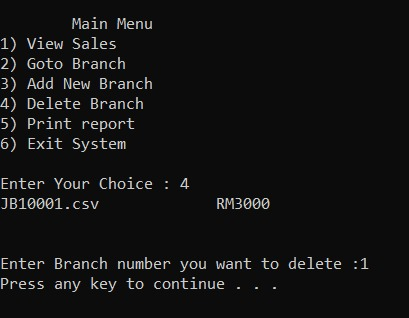 Main Menu
1) View Sales
2) Goto Branch
3) Add New Branch
4) Delete Branch
5) Print report
6) Exit System
Enter Your Choice : 4
JB10001.csv RM3000
Enter Branch number you want to delete :1
Press any key to continue . . .